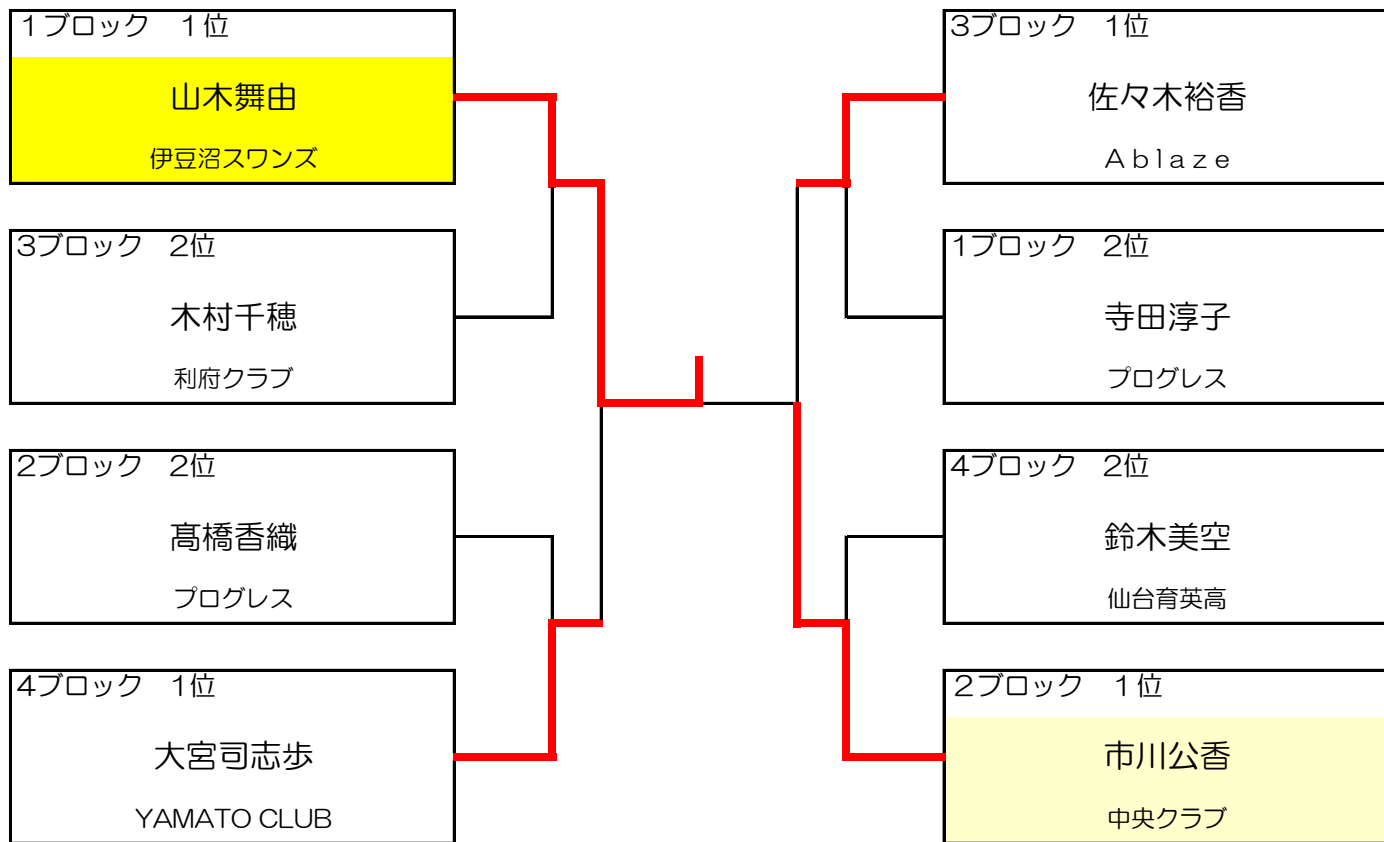 1ブロック　1位
山木舞由
伊豆沼スワンズ
3ブロック　2位
木村千穂
利府クラブ
2ブロック　2位
髙橋香織
プログレス
4ブロック　1位
大宮司志歩
YAMATO CLUB
3ブロック　1位
佐々木裕香
Ａｂｌａｚｅ
1ブロック　2位
寺田淳子
プログレス
4ブロック　2位
鈴木美空
仙台育英高
2ブロック　1位
市川公香
中央クラブ